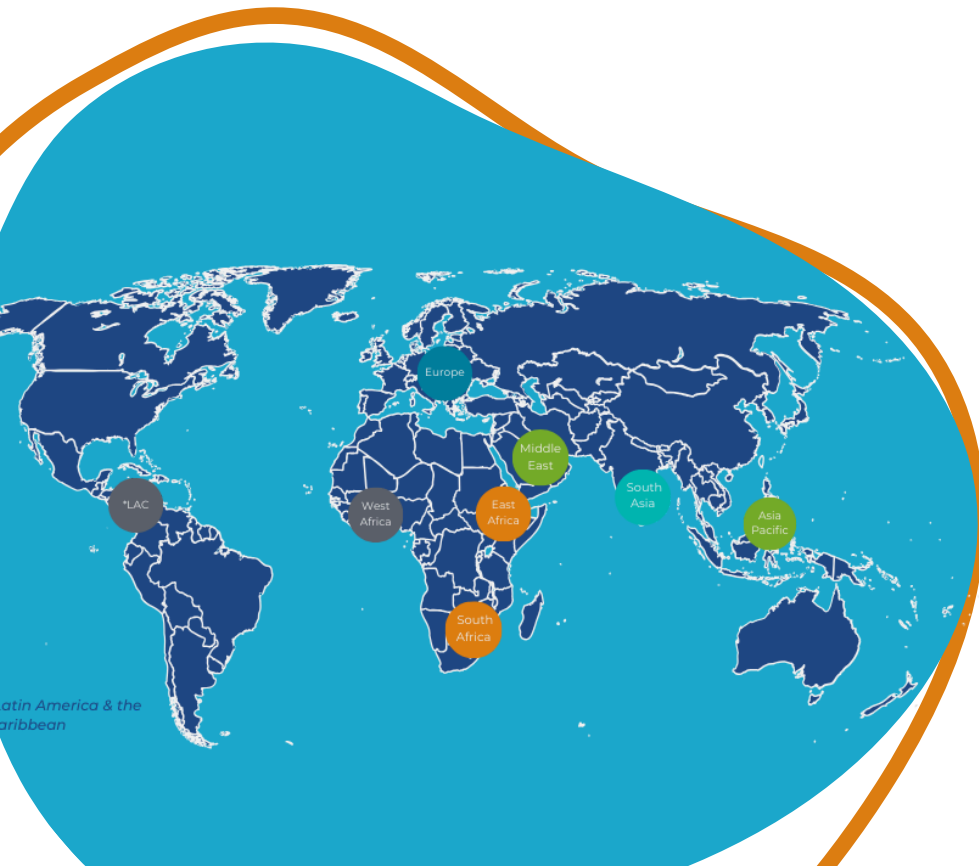 Europe
Middle
East
South
Asia
*LAC
West
Africa
East
Africa
Asia
Pacific
South
Africa
atin America & the
aribbean